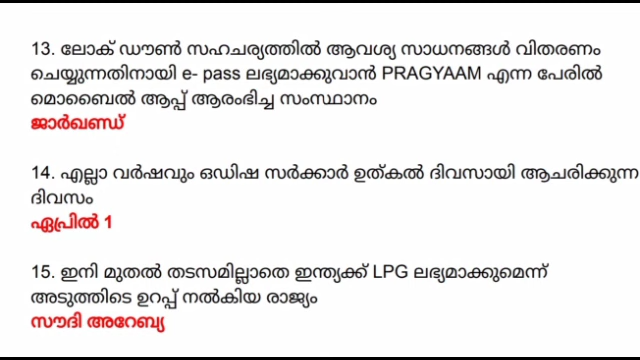 13. ലോക് ഡൗൺ സഹചര്യത്തിൽ ആവശ്യ സാധനങ്ങൾ വിതരണം
ചെയ്യുന്നതിനായി e- pass ലഭ്യമാക്കുവാൻ PRAGYAAM എന്ന പേരിൽ
മൊബൈൽ ആപ്പ് ആരംഭിച്ച സംസ്ഥാനം
ജാർഖണ്ഡ്
14. എല്ലാ വർഷവും ഒഡിഷ സർക്കാർ ഉത്കൽ ദിവസായി ആചരിക്കുന്ന
ദിവസം
ഏപ്രിൽ 1
15. ഇനി മുതൽ തടസമില്ലാതെ ഇന്ത്യക്ക് LPG ലഭ്യമാക്കുമെന്ന്
അടുത്തിടെ ഉറപ്പ് നൽകിയ രാജ്യം
സൗദി അറേബ്യ